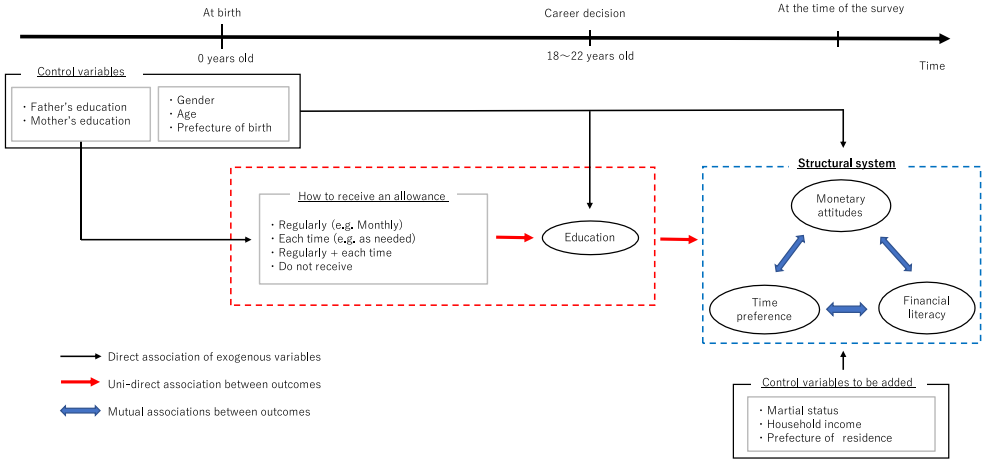 At birth
Career decision
At the time of the survey
0 years old
18～22 years old
Time
Control variables
・Father's education
・Mother's education
・Gender
・Age
・Prefecture of birth
Structural system
Monetary
attitudes
How to receive an allowance
・Regularly (e.g. Monthly)
・Each time (e.g. as needed)
・Regularly + each time
・Do not receive
Education
Time
preference
Financial
literacy
Direct association of exogenous variables
Uni-direct association between outcomes
Mutual associations between outcomes
Control variables to be added
・Martial status
・Household income
・Prefecture of residence